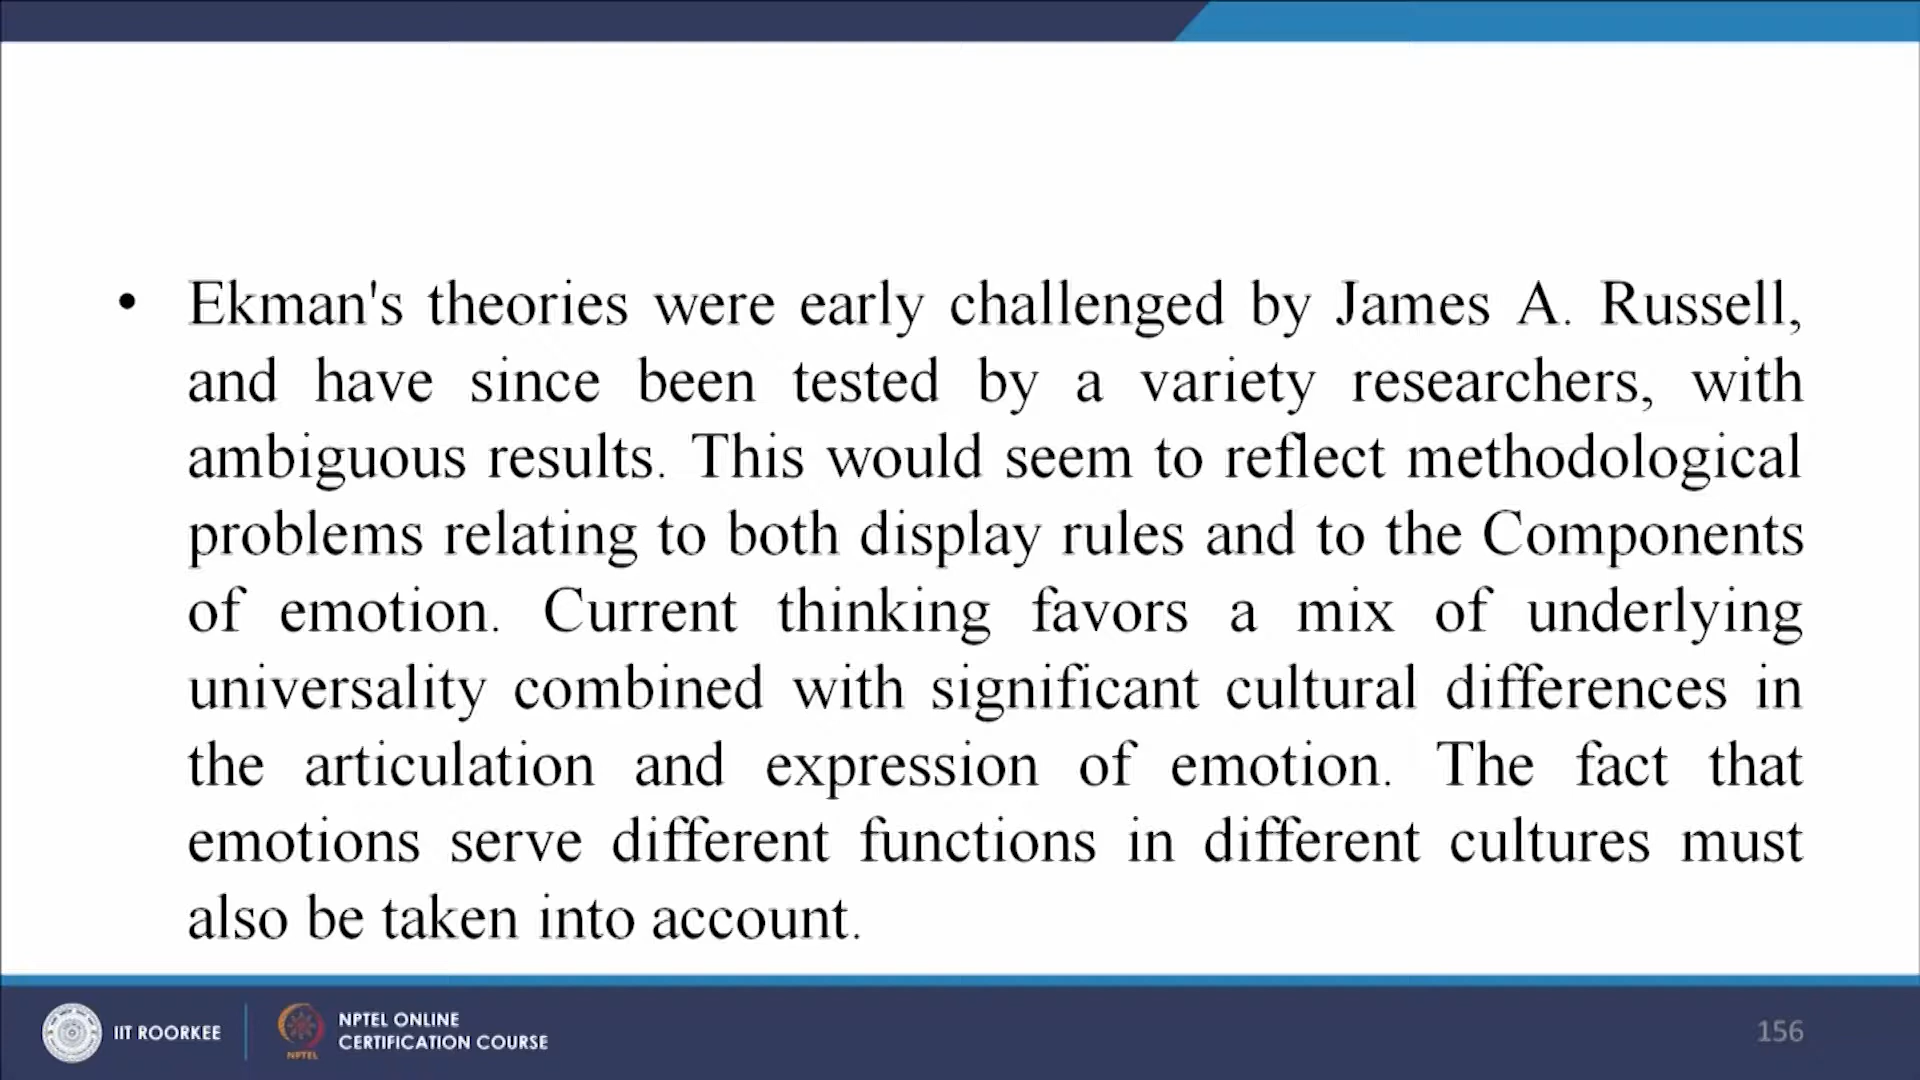 • Ekman's theories were early challenged by James A. Russell,
and have since been tested by a variety researchers, with
ambiguous results. This would seem to reflect methodological
problems relating to both display rules and to the Components
of emotion. Current thinking favors a mix of underlying
universality combined with significant cultural differences in
the articulation and expression of emotion. The fact that
emotions serve different functions in different cultures must
also be taken into account.
IIT ROORKEE
NPTEL
NPTEL ONLINE
CERTIFICATION COURSE
156